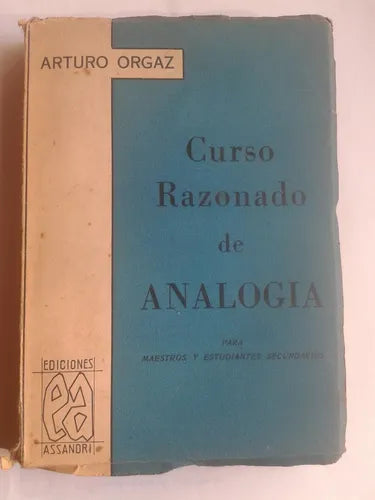 ARTURO ORGAZ
Curso
Razonado
de
ANALOGIA
PARA
MAESTROS Y ESTUDIANTES SECUNDARIOS
EDICIONES
ea
ASSANDRI